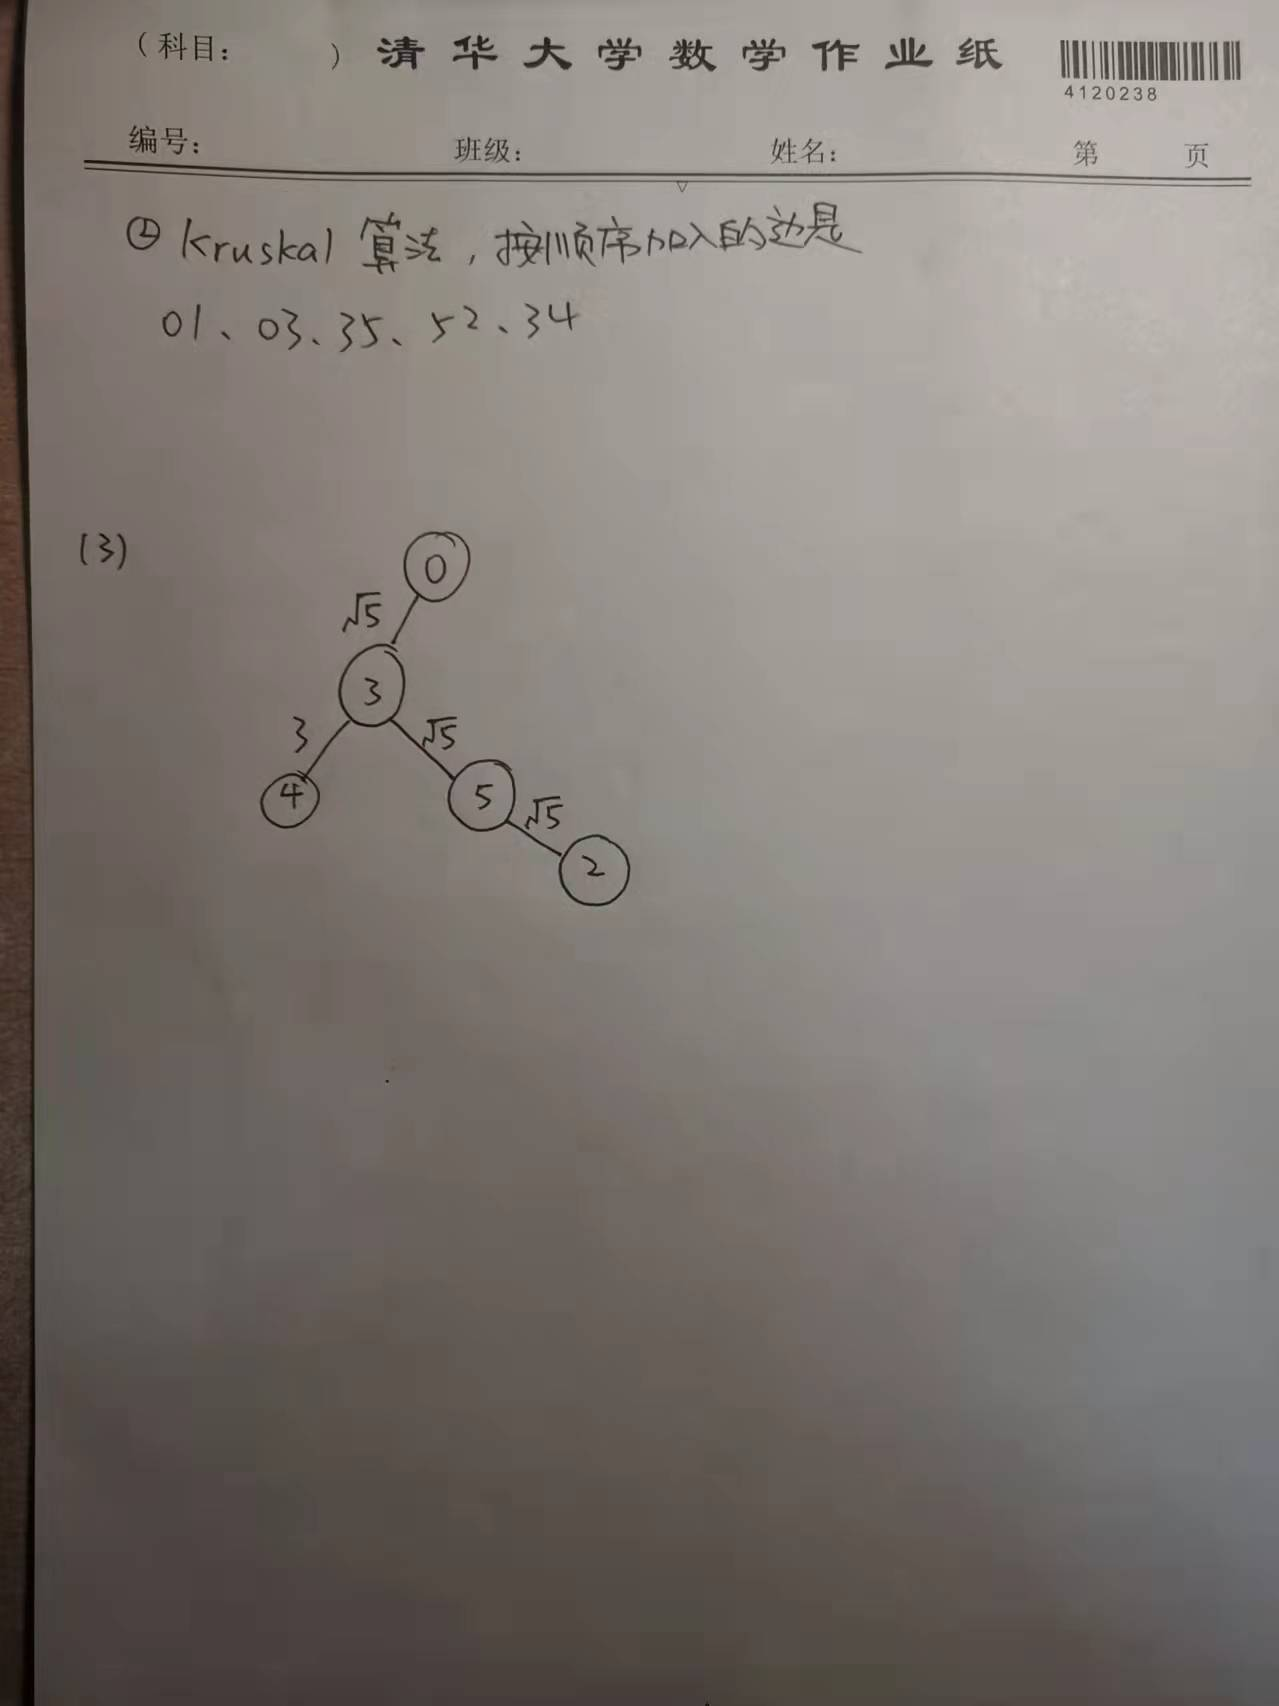 （科目： ）清华大学数学作业纸
4120238
编号： 班级： 姓名： 第 页
② Kruskal 算法，按顺序加入的边是
01、03、35、52、34
(3)
0
√5
3
3 √5
4 5 √5
2